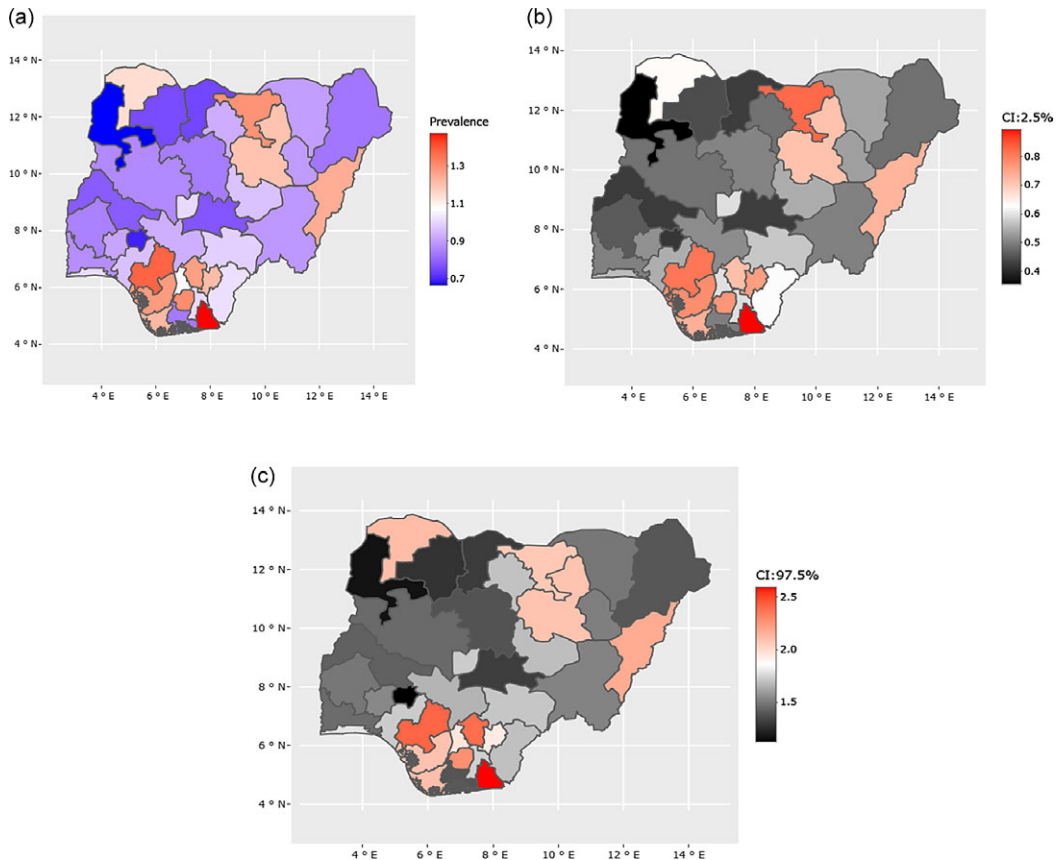 (a)
14 ° N
12 ° N
10 ° N
8 ° N
6 ° N
4 ° N
4 ° E 6 ° E 8 ° E 10 ° E 12 ° E 14 ° E
Prevalence
1.3
1.1
0.9
0.7
(b)
14 ° N
12 ° N
10 ° N
8 ° N
6 ° N
4 ° N
4 ° E 6 ° E 8 ° E 10 ° E 12 ° E 14 ° E
CI:2.5%
0.8
0.7
0.6
0.5
0.4
(c)
14 ° N
12 ° N
10 ° N
8 ° N
6 ° N
4 ° N
4 ° E 6 ° E 8 ° E 10 ° E 12 ° E 14 ° E
CI:97.5%
2.5
2.0
1.5